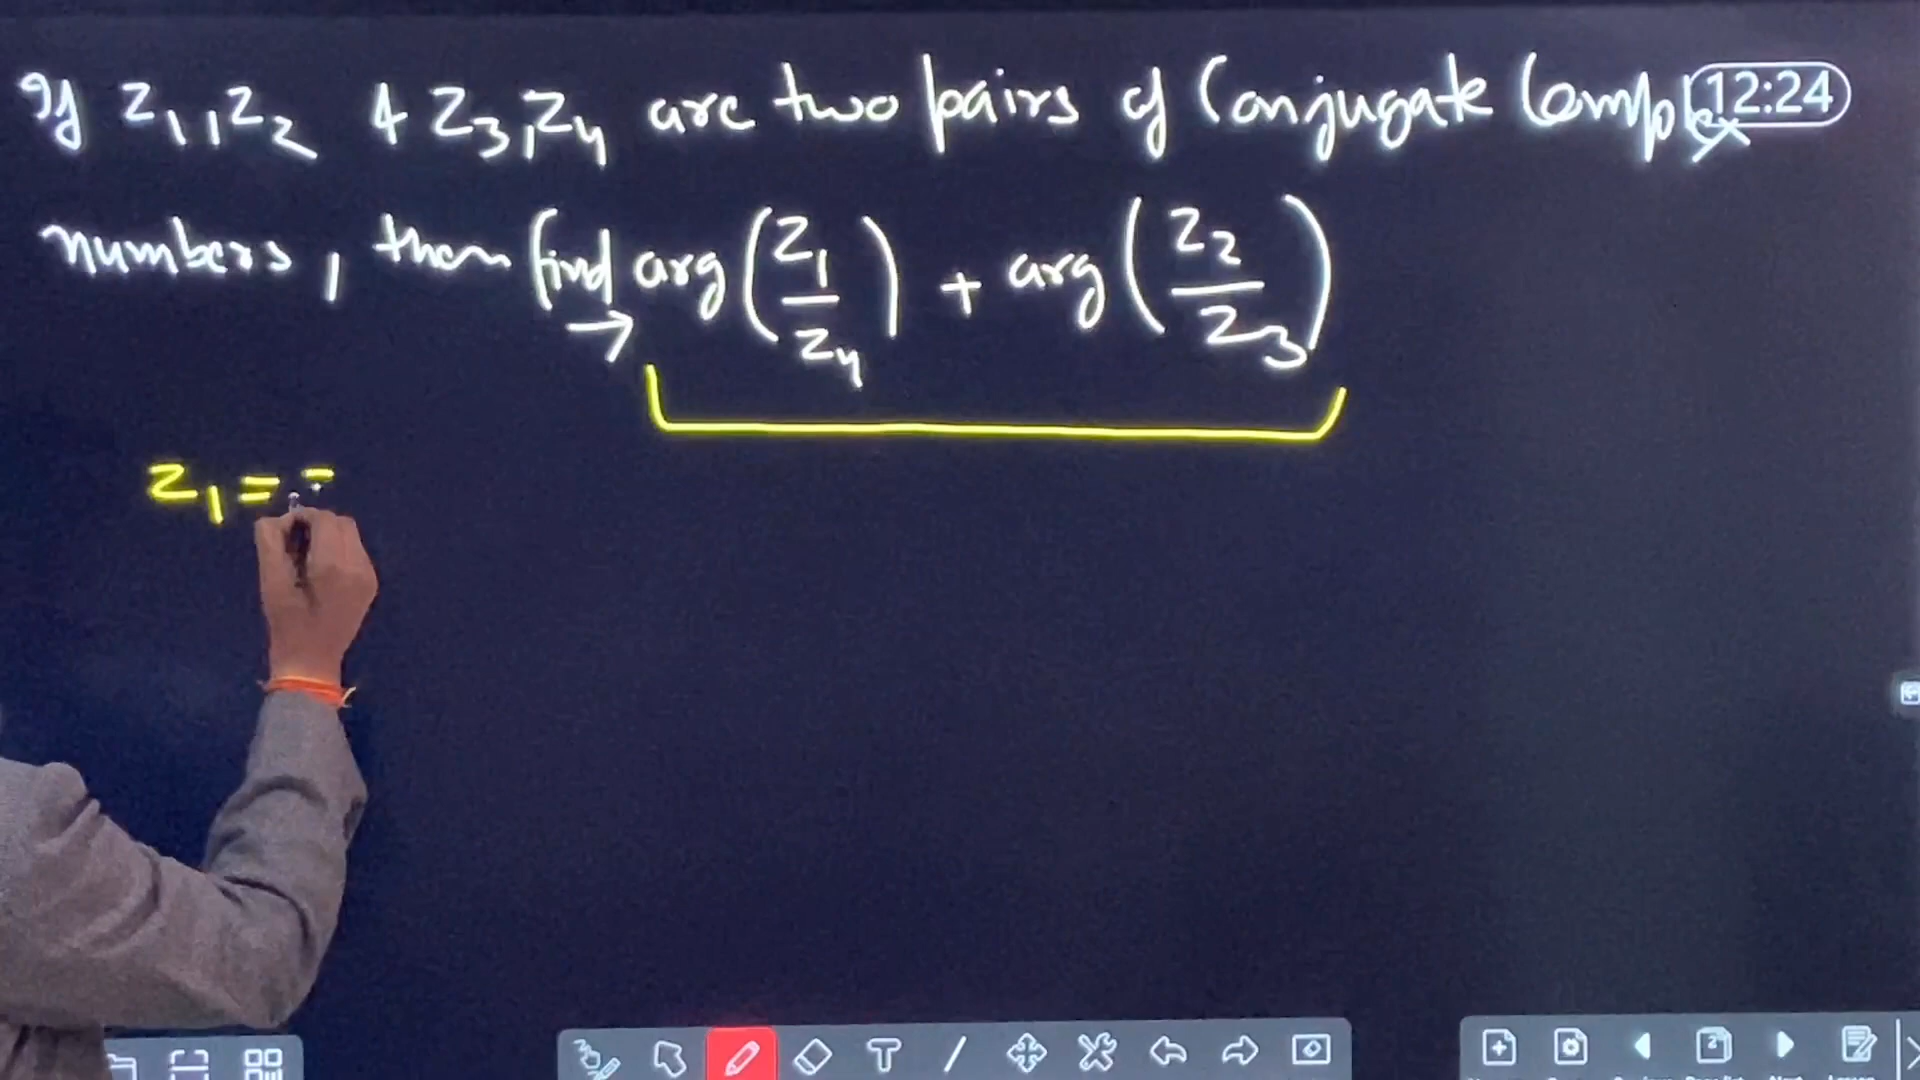 If z₁,z₂ & z₃,z₄ are two pairs of Conjugate Complex
12:24
numbers, then find arg(z₁/z₄) + arg(z₂/z₃)
z₁ =
T
2